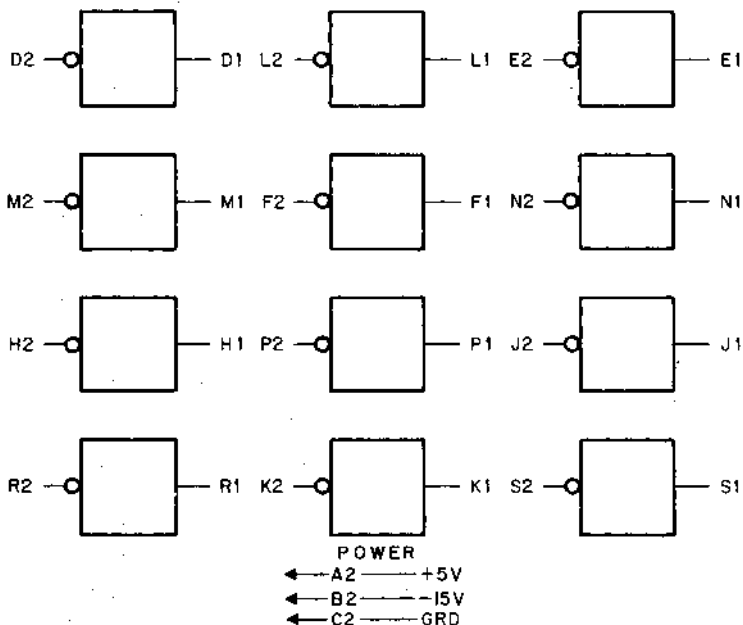 D2 D1 L2 L1 E2 E1
M2 M1 F2 F1 N2 N1
H2 H1 P2 P1 J2 J1
R2 R1 K2 K1 S2 S1
POWER
A2 +5V
B2 -15V
C2 GRD